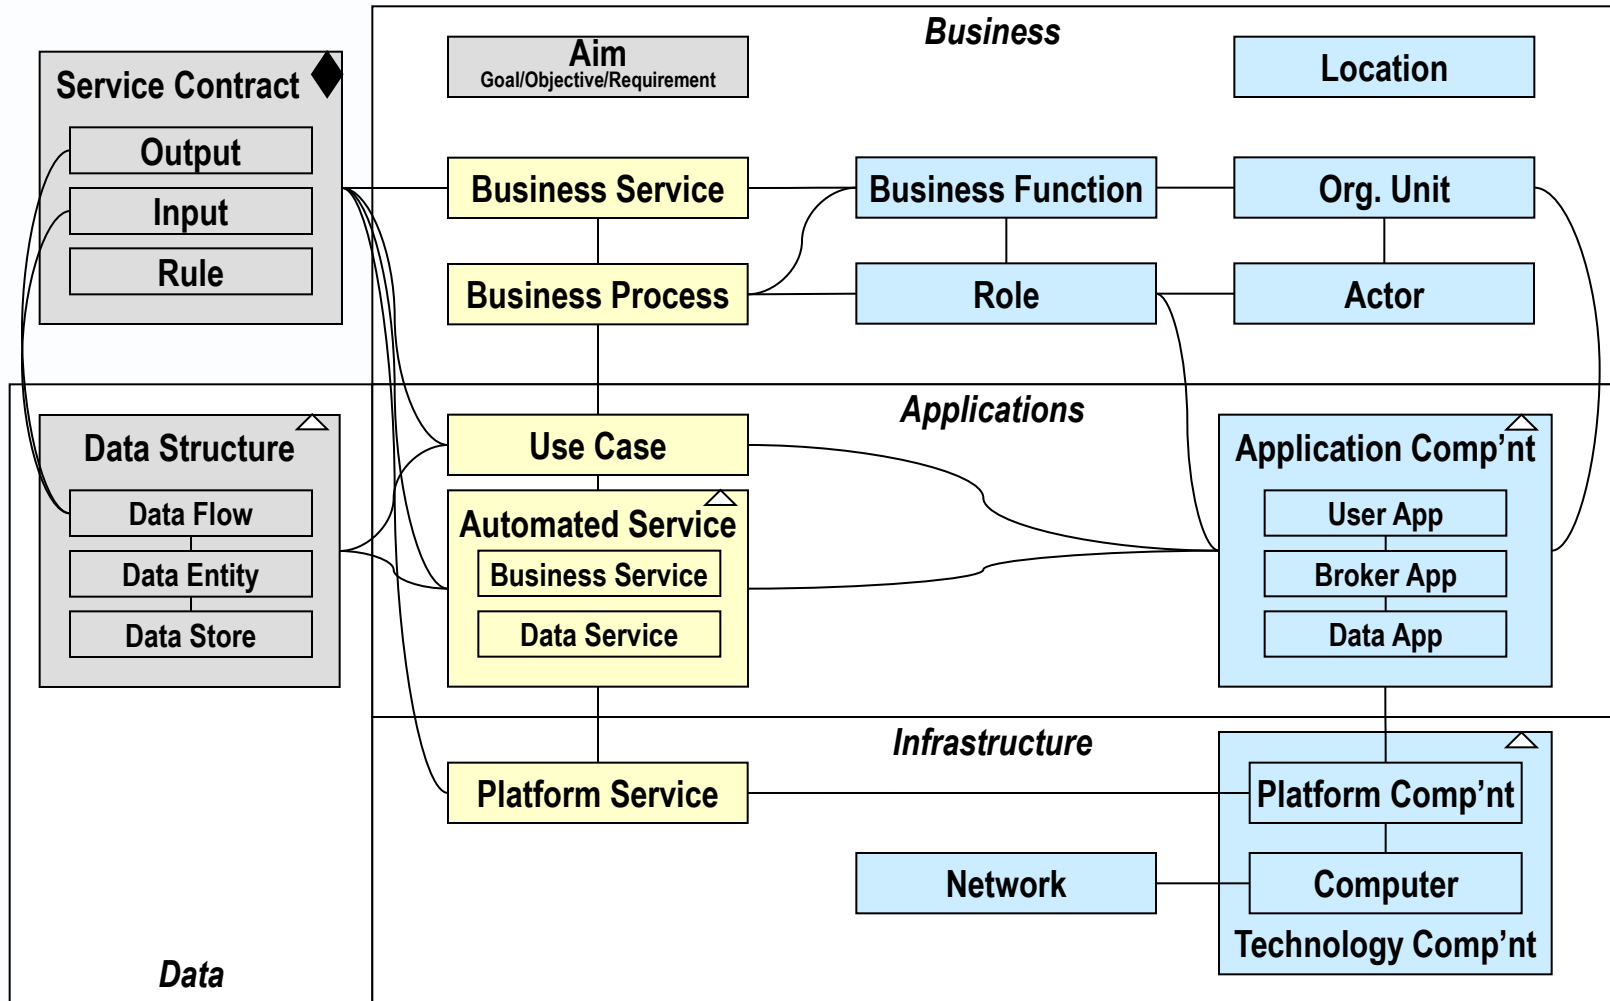 Business
Service Contract
Output
Input
Rule
Aim
Goal/Objective/Requirement
Location
Business Service
Business Function
Org. Unit
Business Process
Role
Actor
Applications
Data Structure
Data Flow
Data Entity
Data Store
Use Case
Automated Service
Business Service
Data Service
Application Comp’nt
User App
Broker App
Data App
Infrastructure
Platform Service
Platform Comp’nt
Network
Computer
Technology Comp’nt
Data